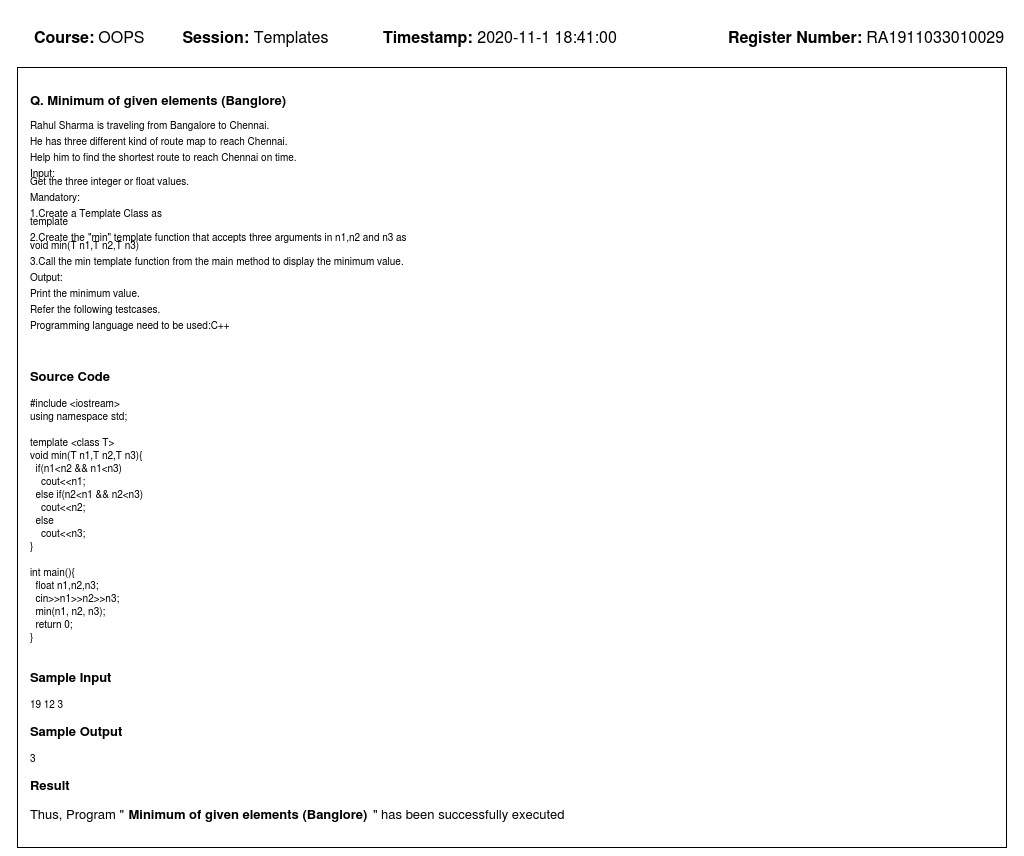 Course: OOPS Session: Templates Timestamp: 2020-11-1 18:41:00 Register Number: RA1911033010029
Q. Minimum of given elements (Banglore)
Rahul Sharma is traveling from Bangalore to Chennai.
He has three different kind of route map to reach Chennai.
Help him to find the shortest route to reach Chennai on time.
Input:
Get the three integer or float values.
Mandatory:
1.Create a Template Class as
template
2.Create the "min" template function that accepts three arguments in n1,n2 and n3 as
void min(T n1,T n2,T n3)
3.Call the min template function from the main method to display the minimum value.
Output:
Print the minimum value.
Refer the following testcases.
Programming language need to be used:C++
Source Code
#include <iostream>
using namespace std;
template <class T>
void min(T n1,T n2,T n3){
if(n1<n2 && n1<n3)
cout<<n1;
else if(n2<n1 && n2<n3)
cout<<n2;
else
cout<<n3;
}
int main(){
float n1,n2,n3;
cin>>n1>>n2>>n3;
min(n1, n2, n3);
return 0;
}
Sample Input
19 12 3
Sample Output
3
Result
Thus, Program " Minimum of given elements (Banglore) " has been successfully executed